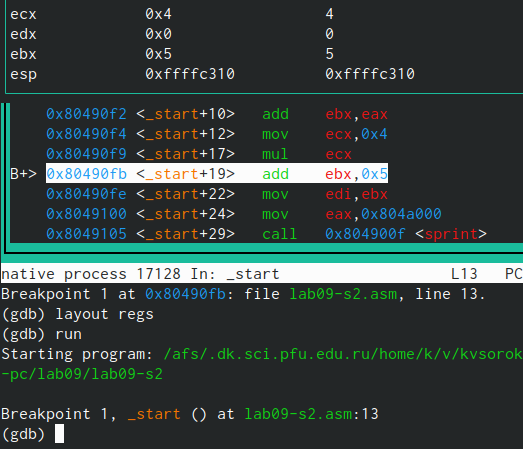 ecx 0x4 4
edx 0x0 0
ebx 0x5 5
esp 0xffffc310 0xffffc310
0x80490f2 <_start+10> add ebx,eax
0x80490f4 <_start+12> mov ecx,0x4
0x80490f9 <_start+17> mul ecx
B+> 0x80490fb <_start+19> add ebx,0x5
0x80490fe <_start+22> mov edi,ebx
0x8049100 <_start+24> mov eax,0x804a000
0x8049105 <_start+29> call 0x804900f <sprint>
native process 17128 In: _start L13 PC
Breakpoint 1 at 0x80490fb: file lab09-s2.asm, line 13.
(gdb) layout regs
(gdb) run
Starting program: /afs/.dk.sci.pfu.edu.ru/home/k/v/kvsorok
-pc/lab09/lab09-s2
Breakpoint 1, _start () at lab09-s2.asm:13
(gdb)